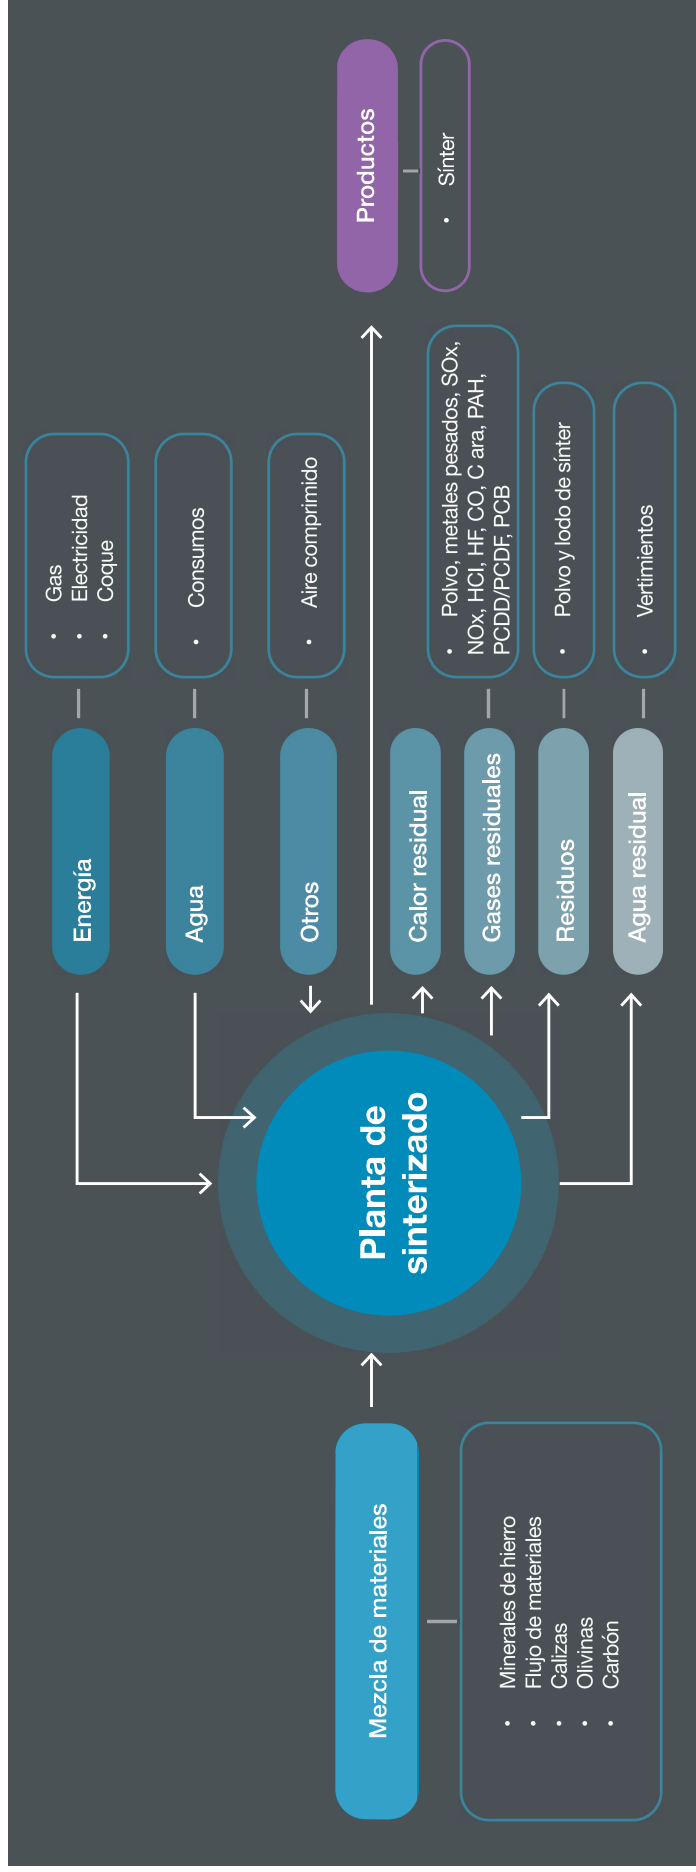 Mezcla de materiales
• Minerales de hierro
• Flujo de materiales
• Calizas
• Olivinas
• Carbón
Planta de
sinterizado
Energía
• Gas
• Electricidad
• Coque
Agua
• Consumos
Otros
• Aire comprimido
Calor residual
Gases residuales
• Polvo, metales pesados, SOx,
NOx, HCl, HF, CO, C ara, PAH,
PCDD/PCDF, PCB
Residuos
• Polvo y lodo de sínter
Agua residual
• Vertimientos
Productos
• Sínter